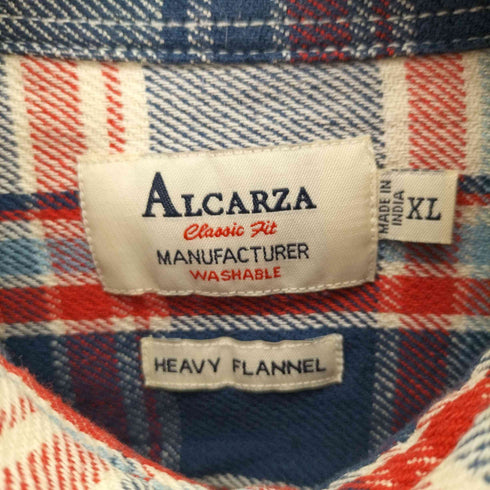 ALCARZA
Classic Fit
MANUFACTURER
WASHABLE
MADE IN
INDIA
XL
HEAVY FLANNEL